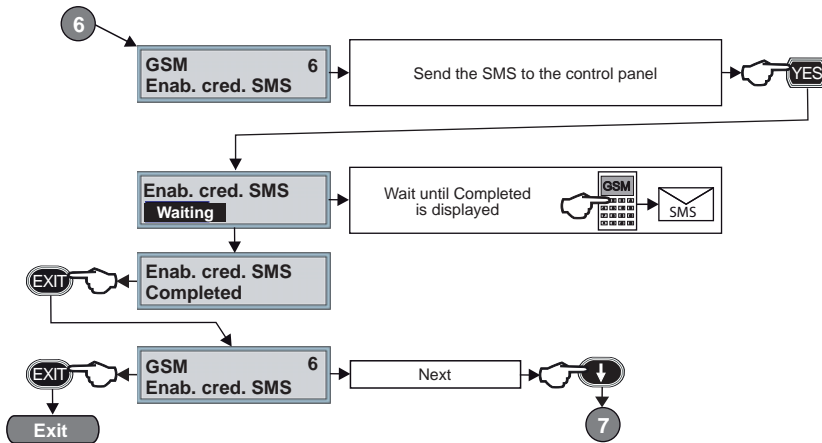 6
GSM 6
Enab. cred. SMS
Send the SMS to the control panel
YES
Enab. cred. SMS
Waiting
Wait until Completed
is displayed
GSM
SMS
EXIT
Enab. cred. SMS
Completed
EXIT
GSM 6
Enab. cred. SMS
Next
Exit
7